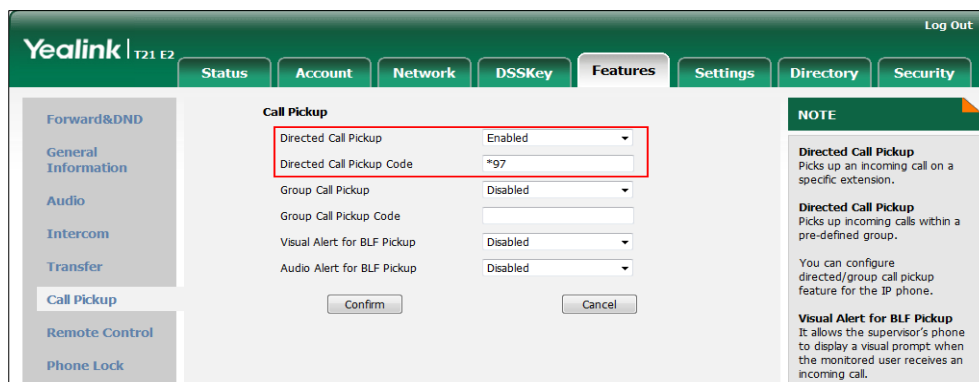 Log Out
Yealink | T21 E2
Status Account Network DSSKey Features Settings Directory Security
Forward&DND
General
Information
Audio
Intercom
Transfer
Call Pickup
Remote Control
Phone Lock
Call Pickup
Directed Call Pickup Enabled
Directed Call Pickup Code *97
Group Call Pickup Disabled
Group Call Pickup Code
Visual Alert for BLF Pickup Disabled
Audio Alert for BLF Pickup Disabled
Confirm Cancel
NOTE
Directed Call Pickup
Picks up an incoming call on a
specific extension.
Directed Call Pickup
Picks up incoming calls within a
pre-defined group.
You can configure
directed/group call pickup
feature for the IP phone.
Visual Alert for BLF Pickup
It allows the supervisor's phone
to display a visual prompt when
the monitored user receives an
incoming call.